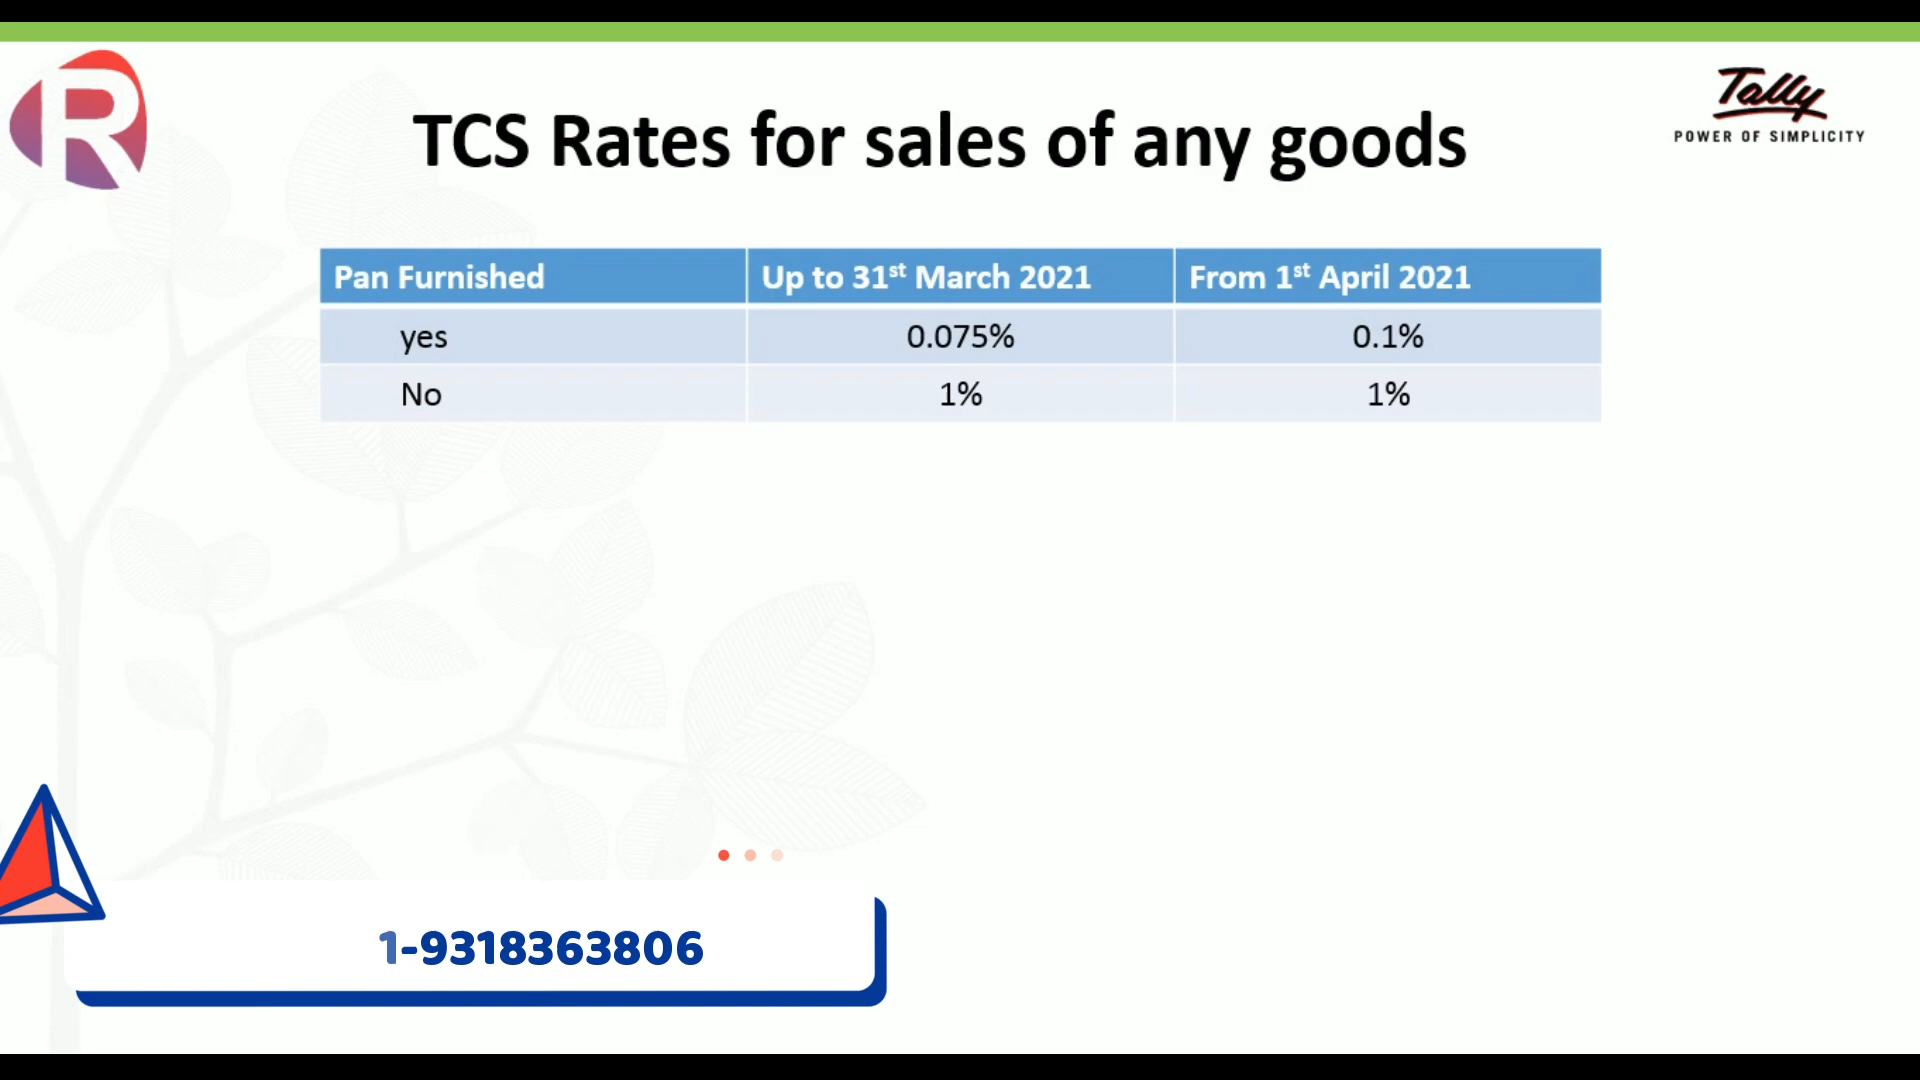 R
Tally
POWER OF SIMPLICITY
TCS Rates for sales of any goods
Pan Furnished Up to 31st March 2021 From 1st April 2021
yes 0.075% 0.1%
No 1% 1%
1-9318363806